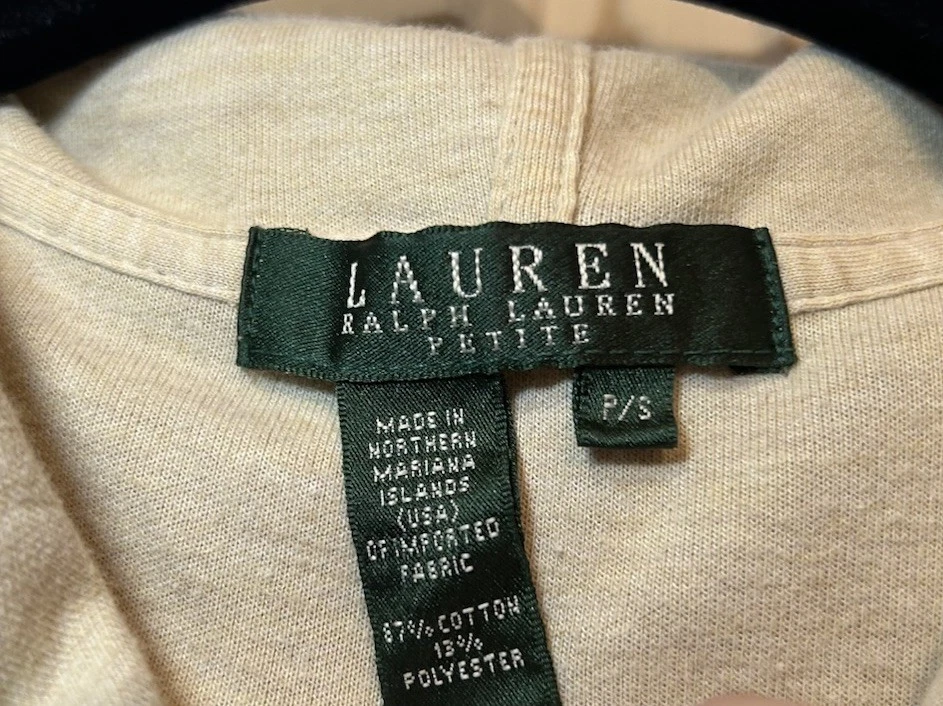 LAUREN
RALPH LAUREN
PETITE
P/S
MADE IN
NORTHERN
MARIANA
ISLANDS
(USA)
OF IMPORTED
FABRIC
87% COTTON
13%
POLYESTER